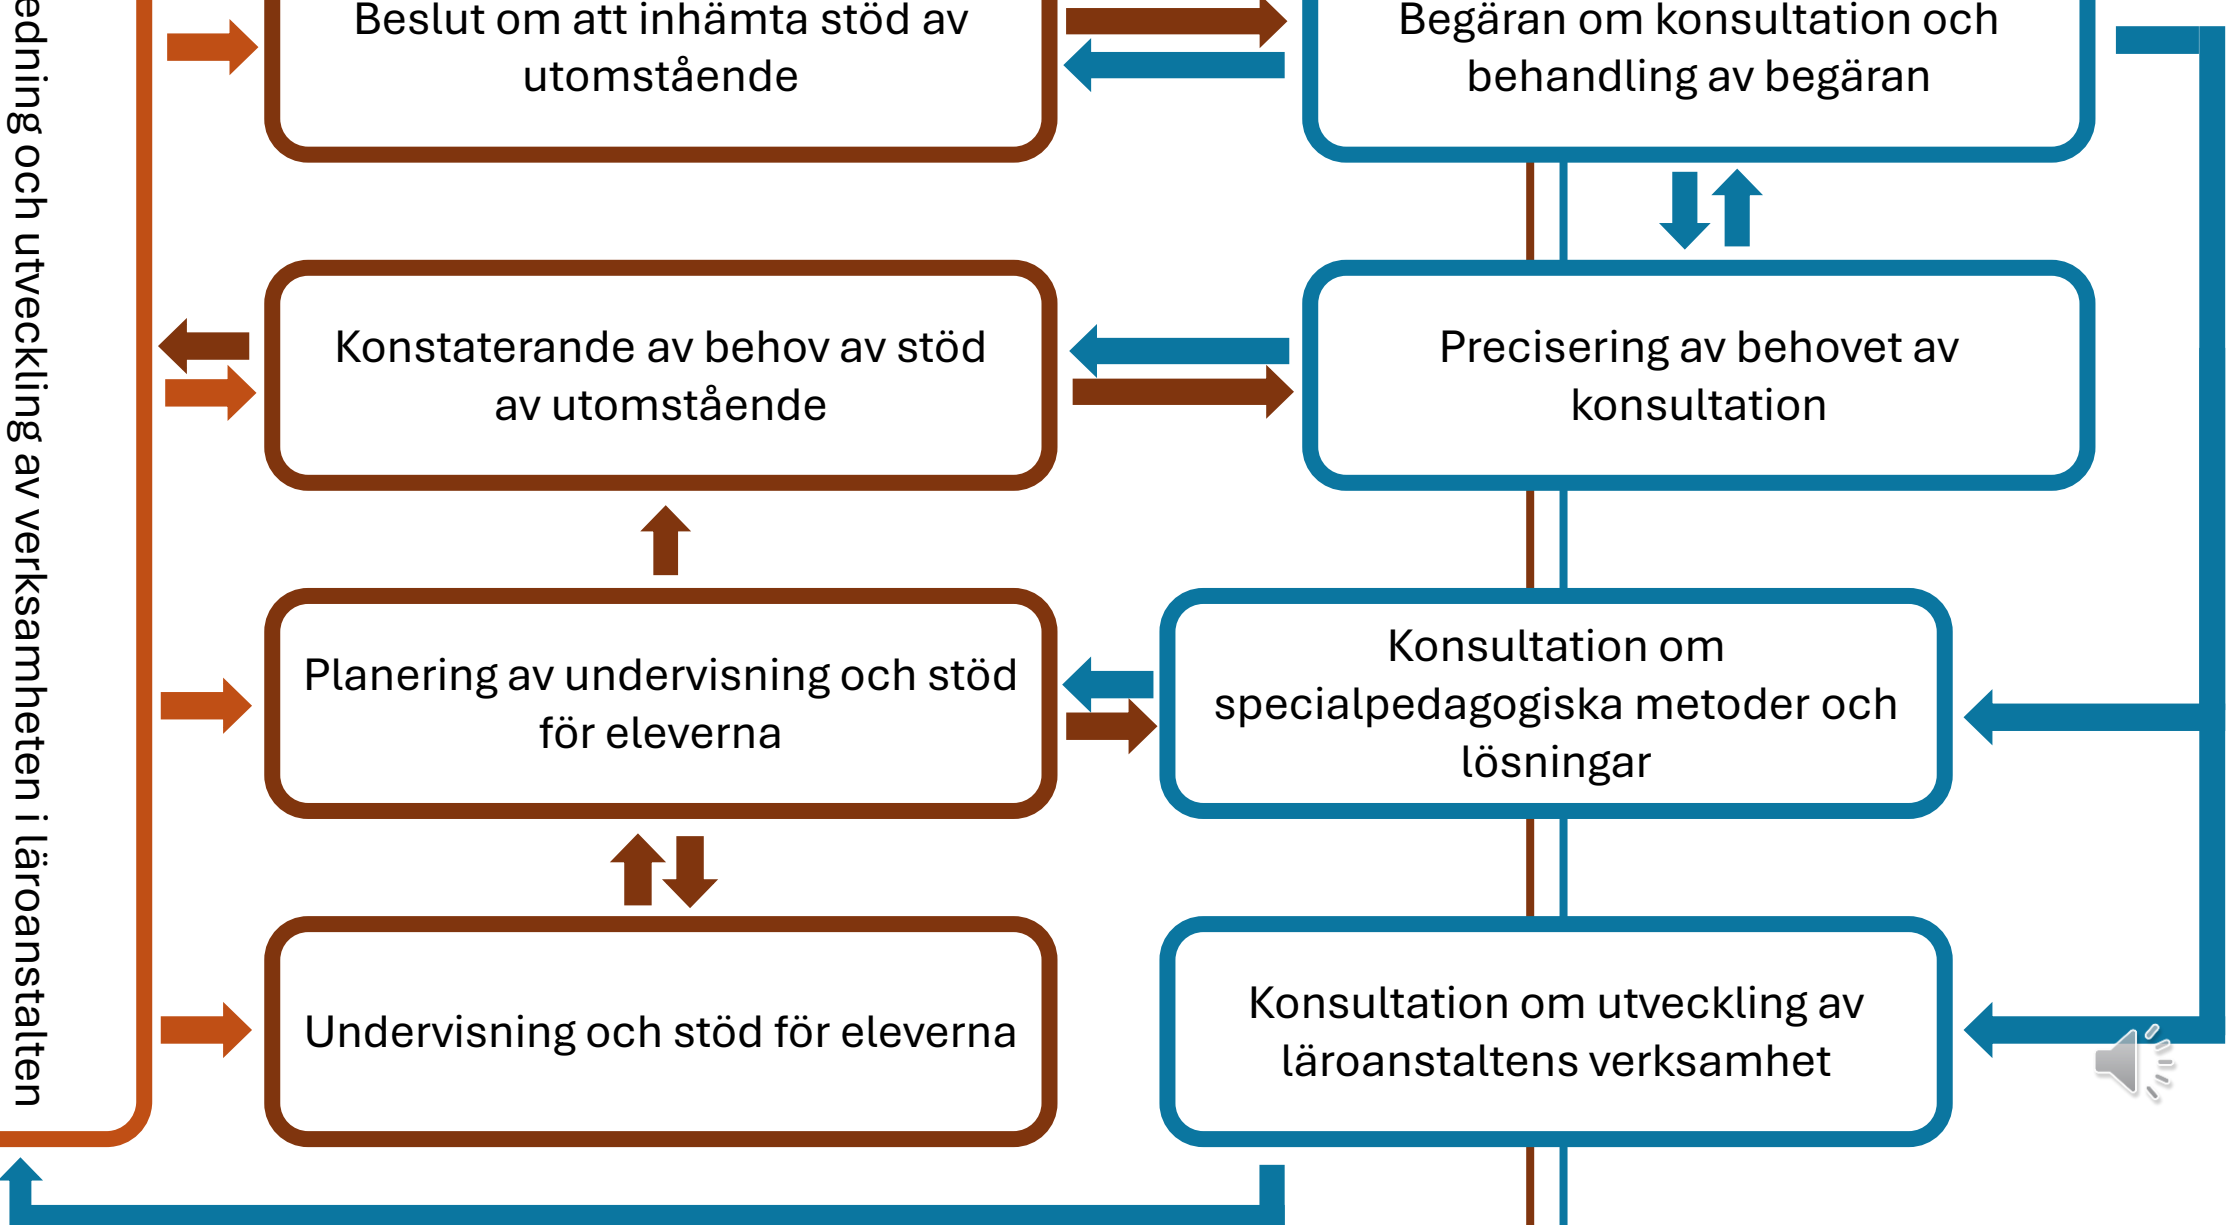 edning och utveckling av verksamheten i läroanstalten
Beslut om att inhämta stöd av
utomstående
Begäran om konsultation och
behandling av begäran
Konstaterande av behov av stöd
av utomstående
Precisering av behovet av
konsultation
Planering av undervisning och stöd
för eleverna
Konsultation om
specialpedagogiska metoder och
lösningar
Undervisning och stöd för eleverna
Konsultation om utveckling av
läroanstaltens verksamhet